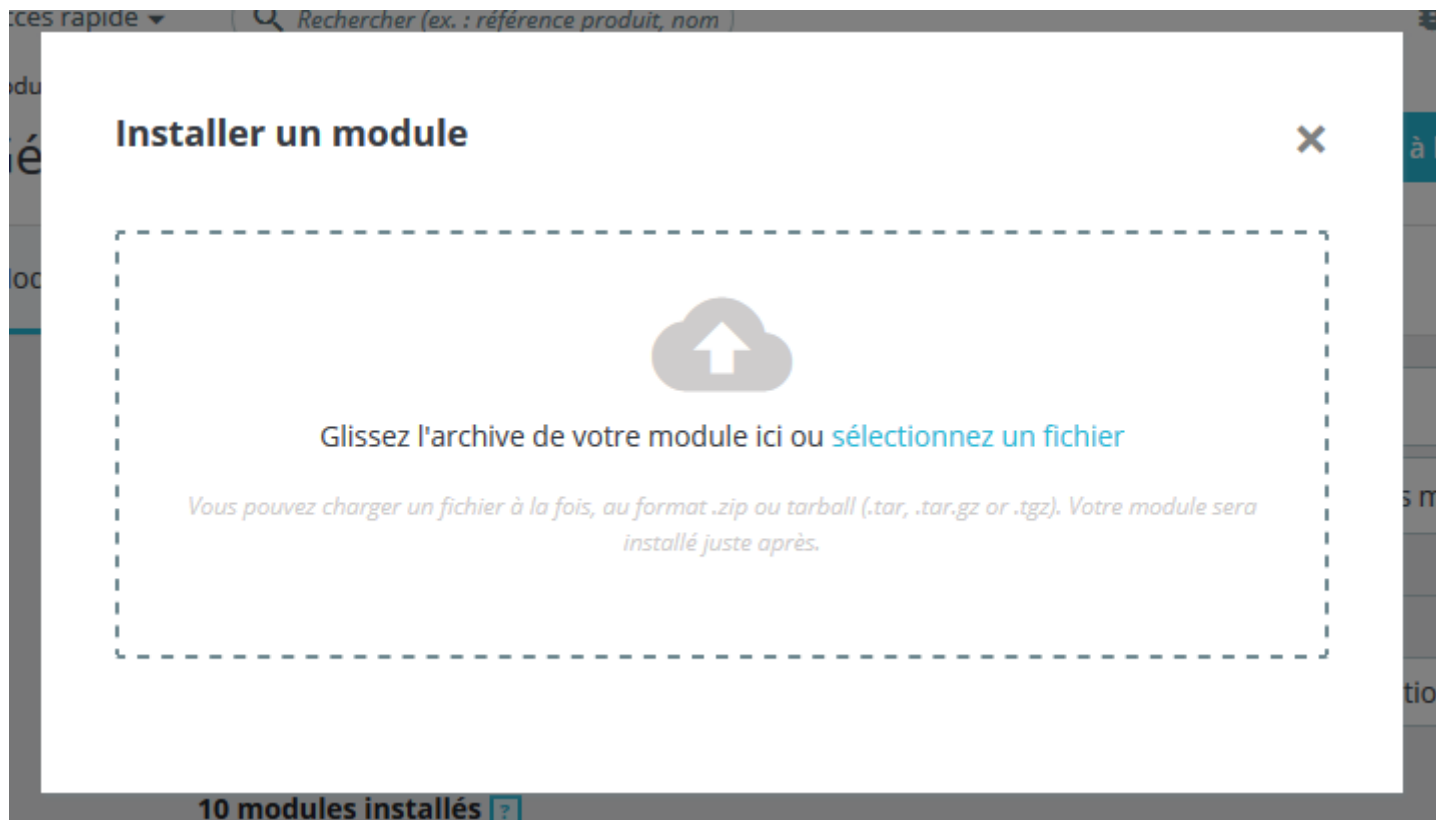 rapide
Rechercher (ex. : référence produit, nom
Installer un module
à
Glissez l'archive de votre module ici ou sélectionnez un fichier
Vous pouvez charger un fichier à la fois, au format .zip ou tarball (.tar, .tar.gz or .tgz). Votre module sera
installé juste après.
10 modules installés ?